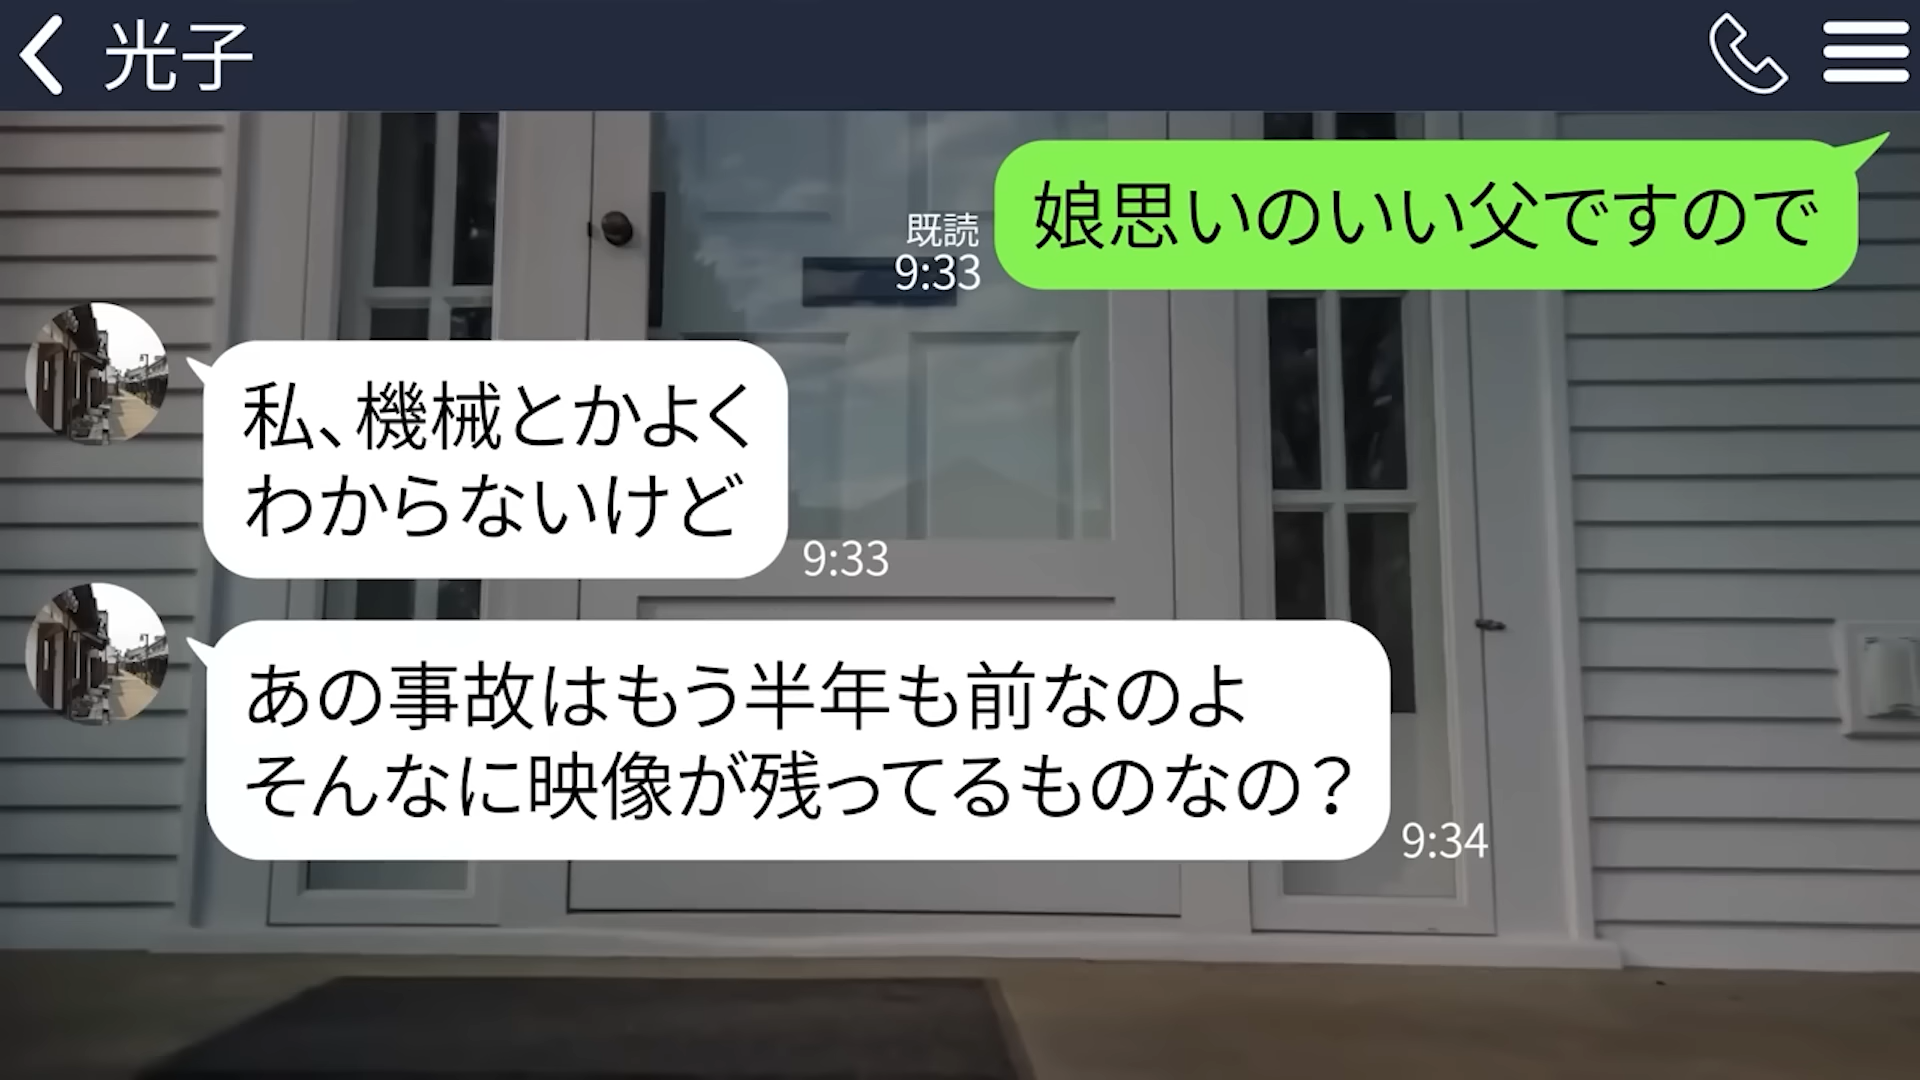 光子
娘思いのいい父ですので
既読
9:33
私、機械とかよく
わからないけど
9:33
あの事故はもう半年も前なのよ
そんなに映像が残ってるものなの？
9:34